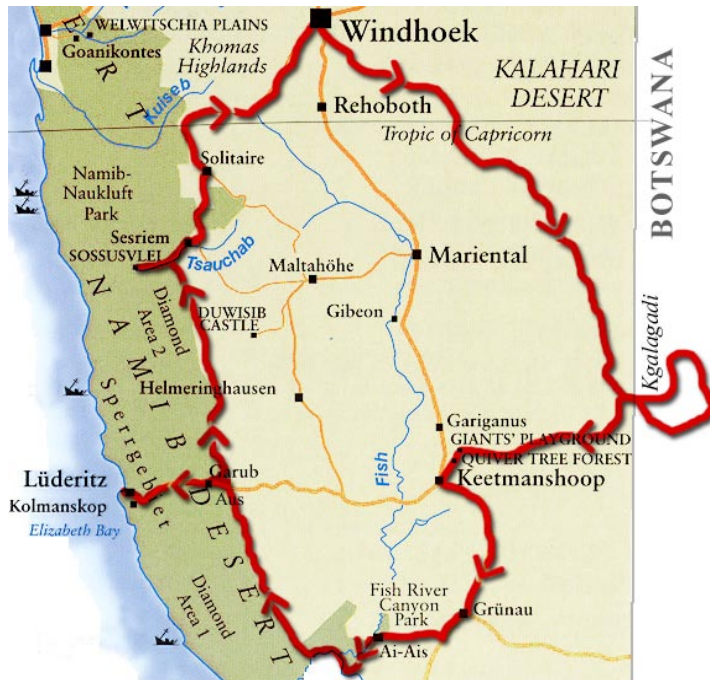 WELWITSCHIA PLAINS
Goanikontes
Khomas
Highlands
Windhoek
KALAHARI
DESERT
Kuiseb
Rehoboth
Tropic of Capricorn
BOTSWANA
Solitaire
Namib-
Naukluft
Park
Sesriem
SOSSUSVLEI
Tsauchab
Maltahöhe
Mariental
Diamond
Area 2
DUWISIB
CASTLE
Gibeon
Kgalagadi
Helmeringhausen
NAMIB DESERT
Sperrgebiet
Gariganus
GIANTS' PLAYGROUND
QUIVER TREE FOREST
Keetmanshoop
Fish
Lüderitz
Kolmanskop
Garub
Aus
Elizabeth Bay
Diamond
Area 1
Fish River
Canyon
Park
Grünau
Ai-Ais
ERT